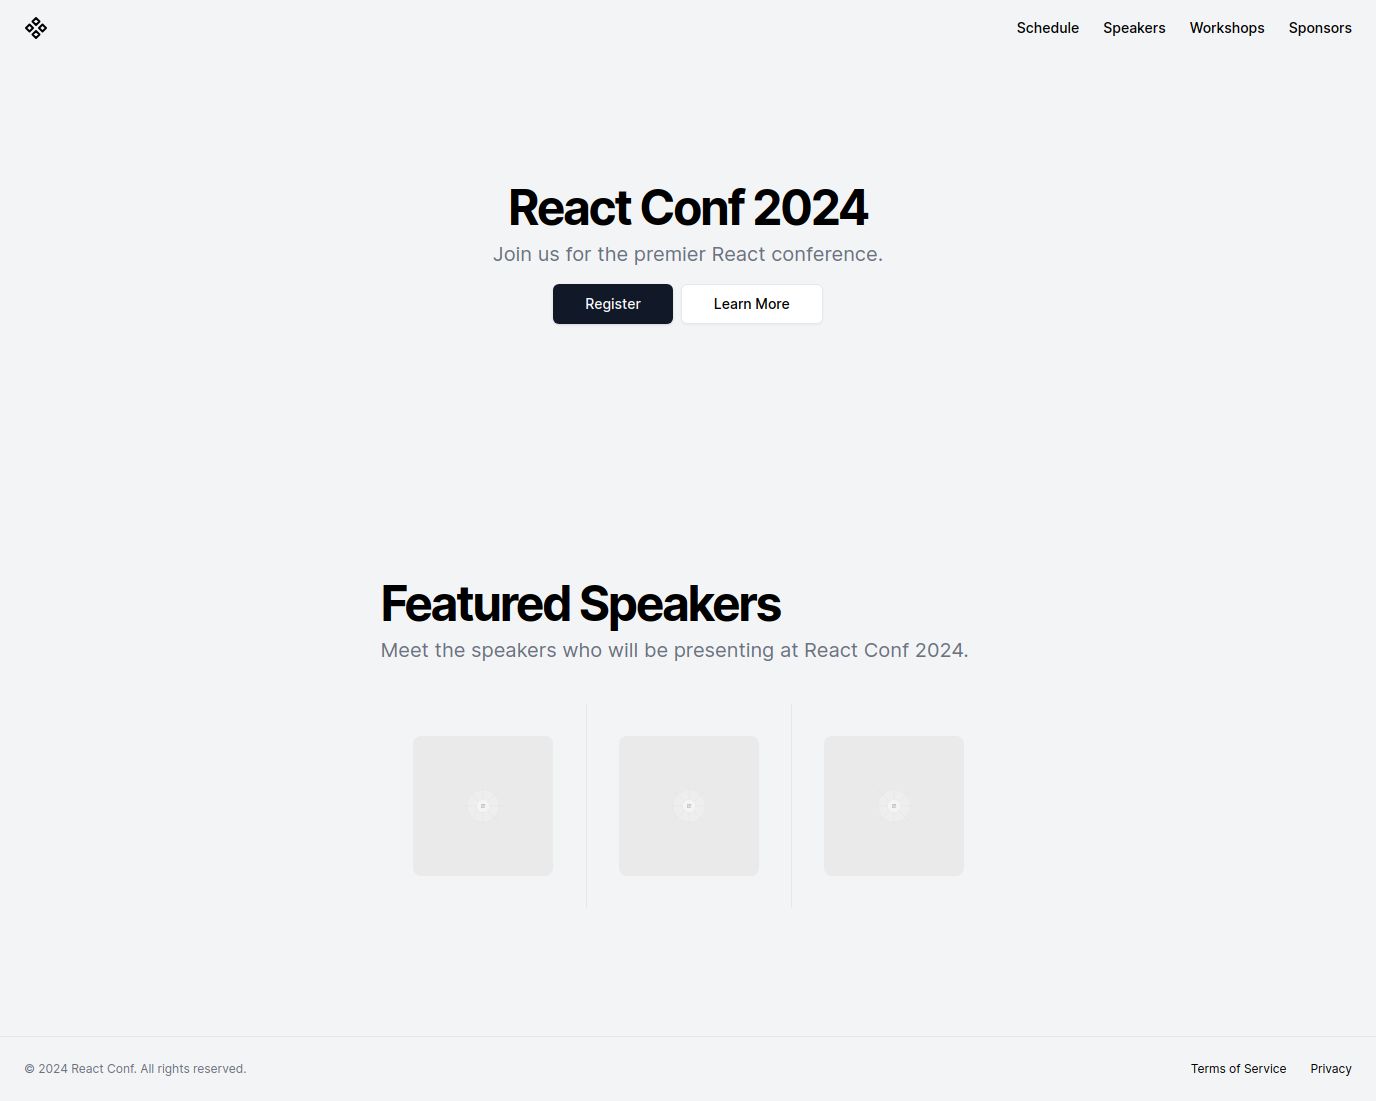 Schedule Speakers Workshops Sponsors
React Conf 2024
Join us for the premier React conference.
Register Learn More
Featured Speakers
Meet the speakers who will be presenting at React Conf 2024.
© 2024 React Conf. All rights reserved. Terms of Service Privacy